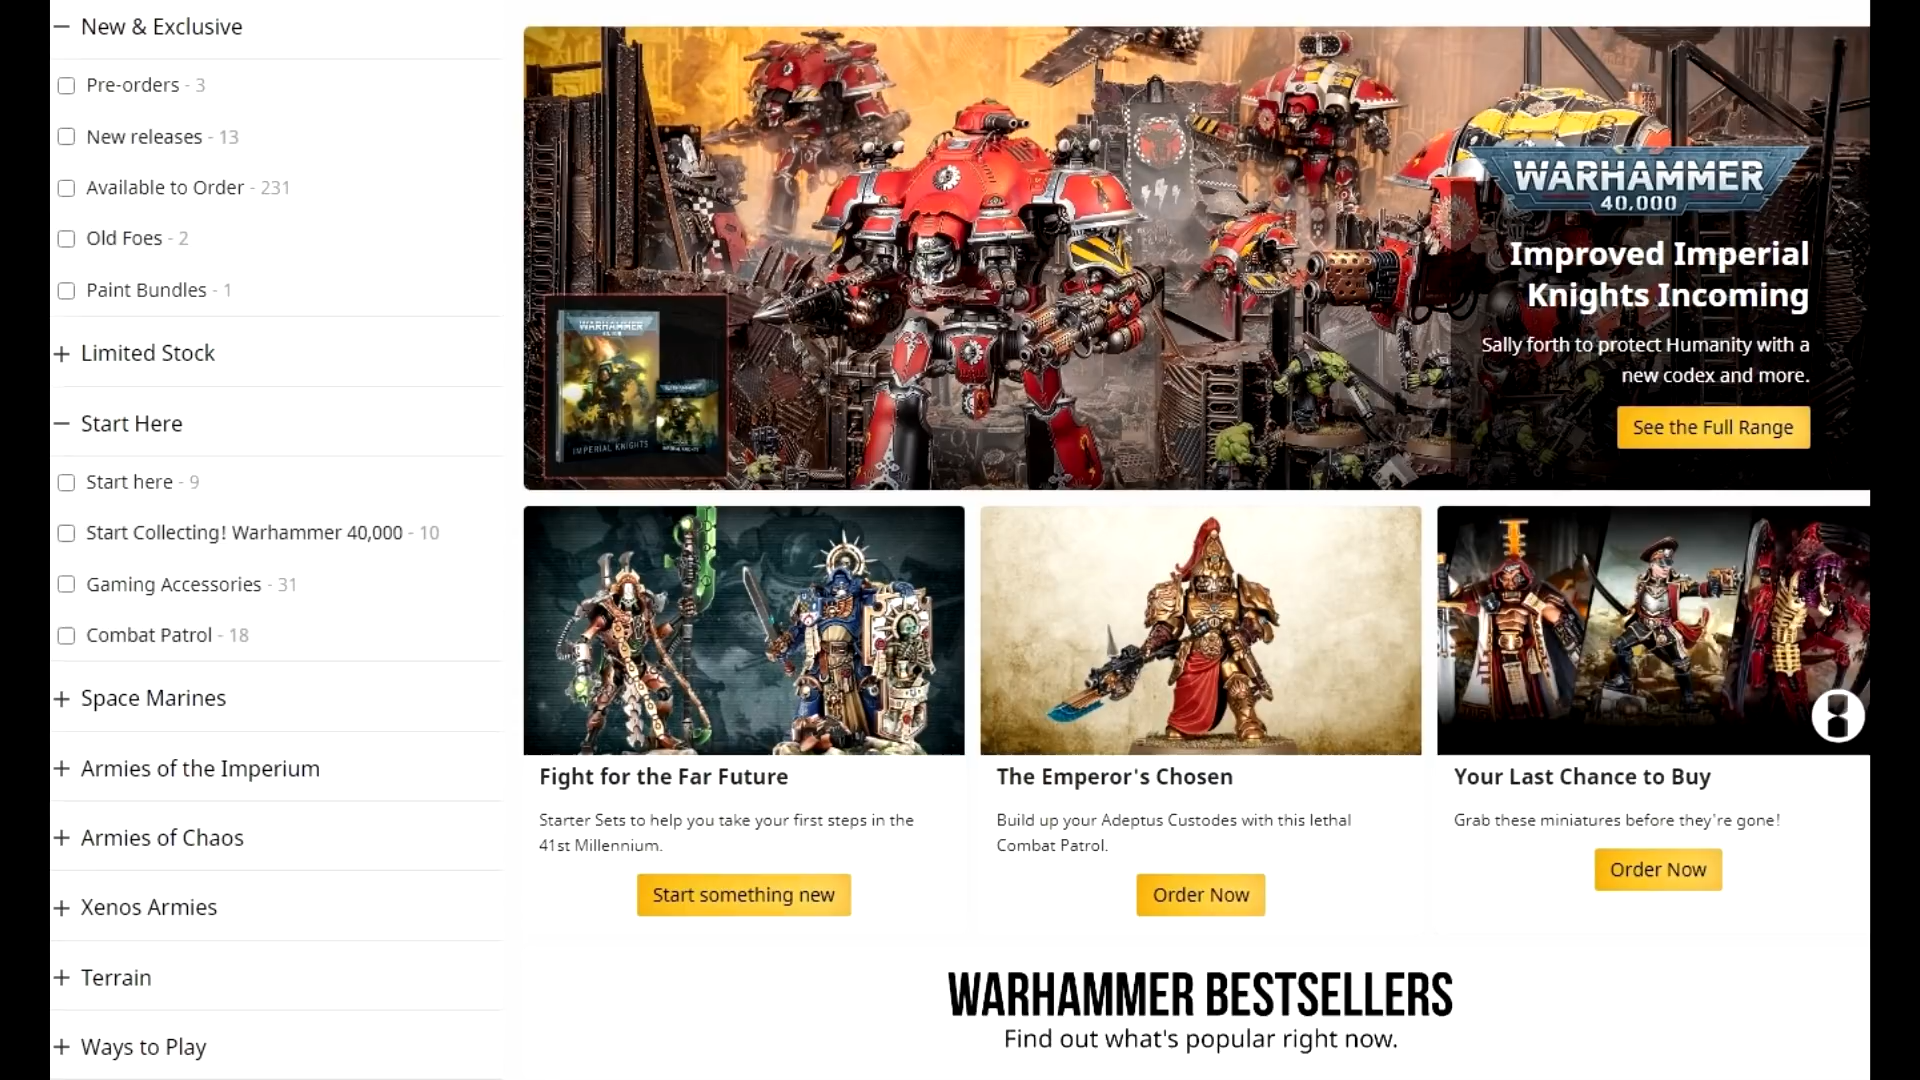 New & Exclusive
Pre-orders - 3
New releases - 13
Available to Order - 231
Old Foes - 2
Paint Bundles - 1
Limited Stock
Start Here
Start here - 9
Start Collecting! Warhammer 40,000 - 10
Gaming Accessories - 31
Combat Patrol - 18
Space Marines
Armies of the Imperium
Armies of Chaos
Xenos Armies
Terrain
Ways to Play
WARHAMMER
40,000
Improved Imperial
Knights Incoming
Sally forth to protect Humanity with a
new codex and more.
See the Full Range
WARHAMMER
IMPERIAL KNIGHTS
Fight for the Far Future
Starter Sets to help you take your first steps in the
41st Millennium.
Start something new
The Emperor's Chosen
Build up your Adeptus Custodes with this lethal
Combat Patrol.
Order Now
Your Last Chance to Buy
Grab these miniatures before they're gone!
Order Now
WARHAMMER BESTSELLERS
Find out what's popular right now.